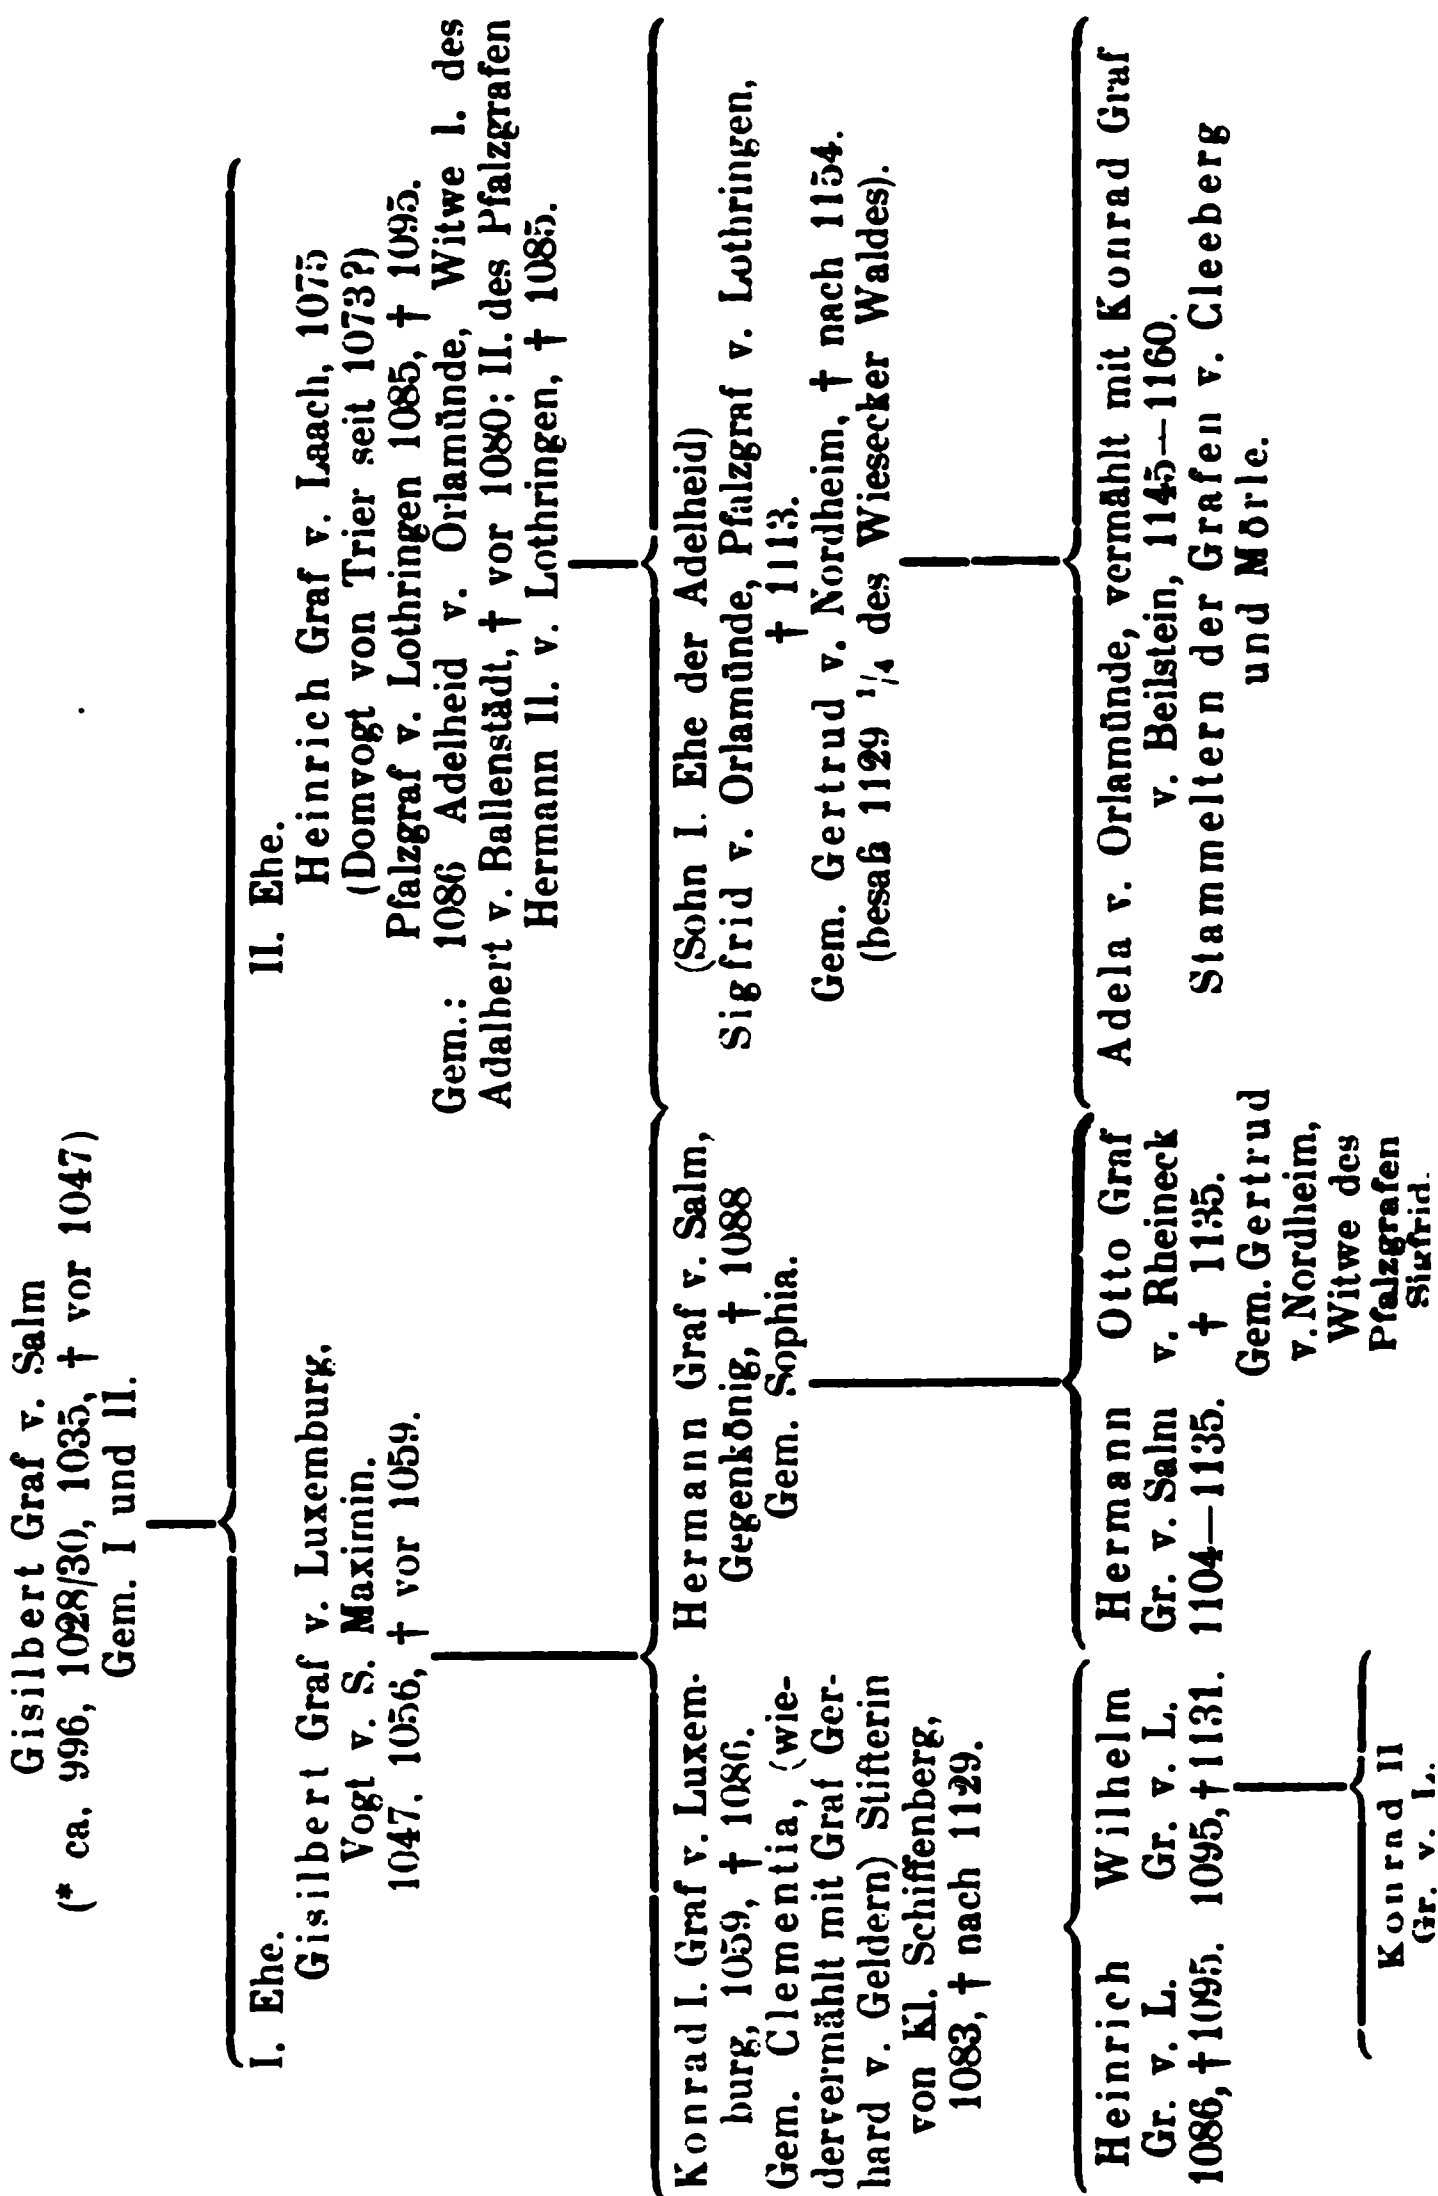 Gisilbert Graf v. Salm
(* ca. 996, 1028/30, 1035, † vor 1047)
Gem. I und II.
I. Ehe.
Gisilbert Graf v. Luxemburg,
Vogt v. S. Maximin.
1047, 1056, † vor 1059.
II. Ehe.
Heinrich Graf v. Laach, 1075
(Domvogt von Trier seit 1073?)
Pfalzgraf v. Lothringen 1085, † 1095.
Gem.: 1086 Adelheid v. Orlamünde, Witwe I. des
Adalbert v. Ballenstädt, † vor 1080; II. des Pfalzgrafen
Hermann II. v. Lothringen, † 1085.
Konrad I. Graf v. Luxem-
burg, 1059, † 1086.
Gem. Clementia, (wie-
dervermählt mit Graf Ger-
hard v. Geldern) Stifterin
von Kl. Schiffenberg,
1083, † nach 1129.
Hermann Graf v. Salm,
Gegenkönig, † 1088
Gem. Sophia.
(Sohn I. Ehe der Adelheid)
Sigfrid v. Orlamünde, Pfalzgraf v. Lothringen,
† 1113.
Gem. Gertrud v. Nordheim, † nach 1154.
(besaß 1129 1/4 des Wiesecker Waldes).
Heinrich
Gr. v. L.
1086, † 1095.
Wilhelm
Gr. v. L.
1095, † 1131.
Hermann
Gr. v. Salm
1104—1135.
Otto Graf
v. Rheineck
† 1135.
Gem. Gertrud
v. Nordheim,
Witwe des
Pfalzgrafen
Sigfrid.
Adela v. Orlamünde, vermählt mit Konrad Graf
v. Beilstein, 1145—1160.
Stammeltern der Grafen v. Cleeberg
und Mörle.
Konrad II
Gr. v. L.